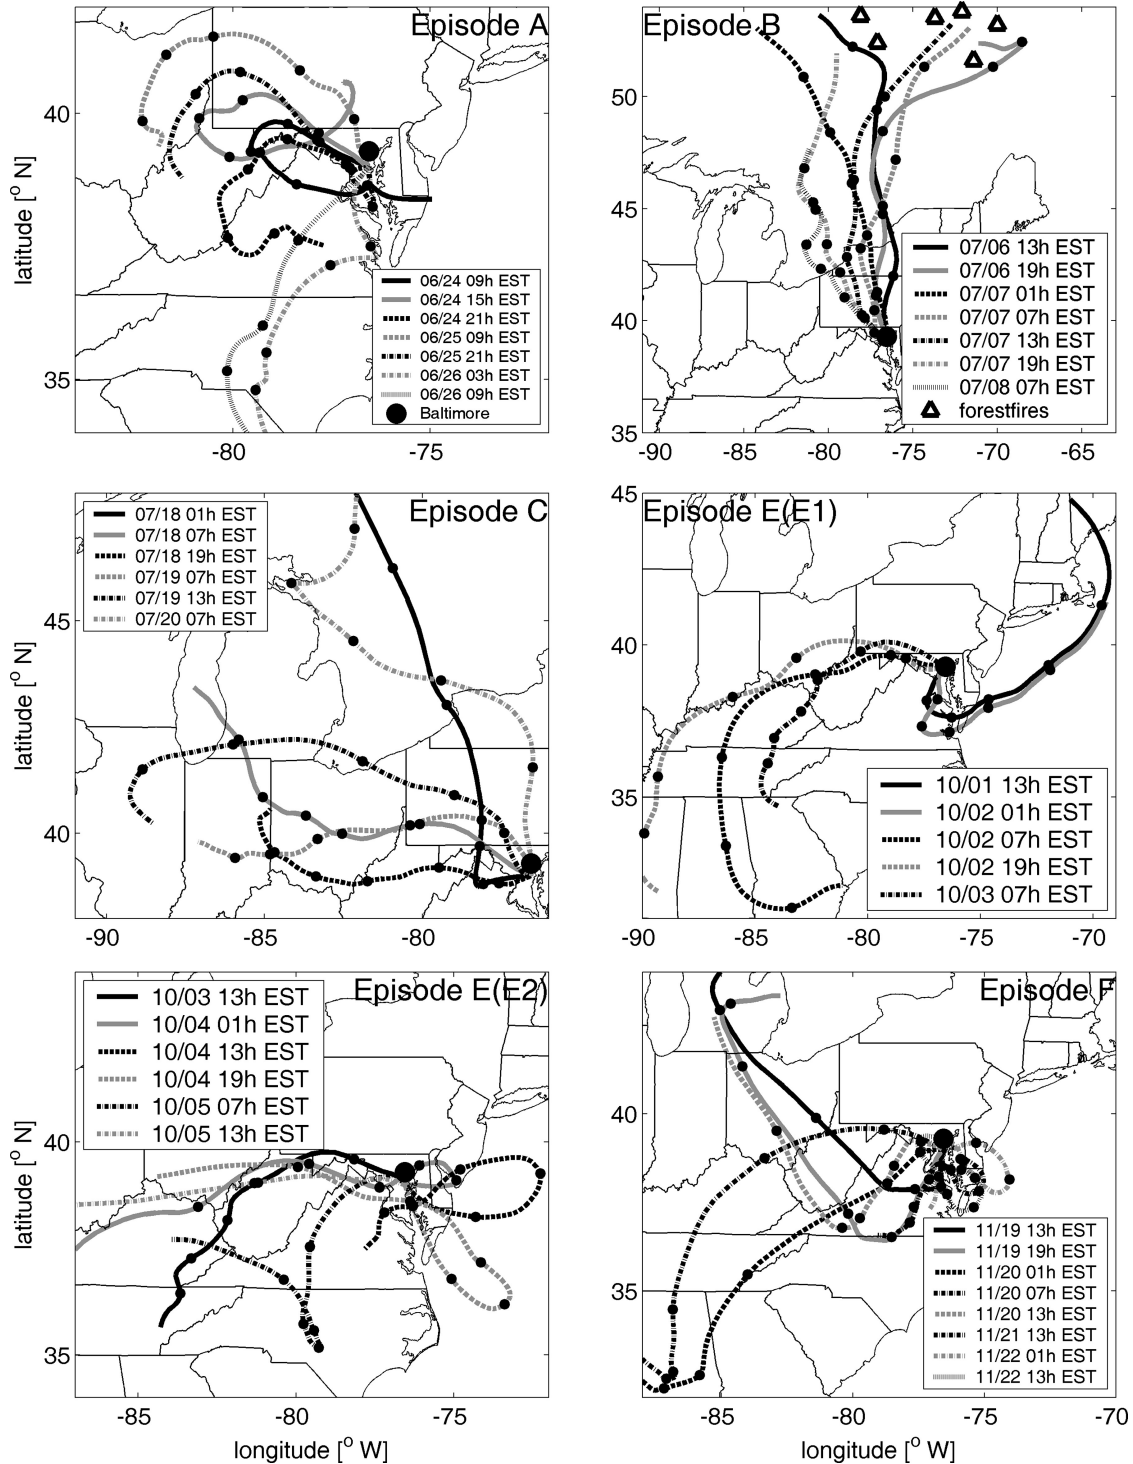 Episode A
40
35
latitude [° N]
-80
-75
06/24 09h EST
06/24 15h EST
06/24 21h EST
06/25 09h EST
06/25 21h EST
06/26 03h EST
06/26 09h EST
Baltimore
Episode B
50
45
40
35
-90
-85
-80
-75
-70
-65
07/06 13h EST
07/06 19h EST
07/07 01h EST
07/07 07h EST
07/07 13h EST
07/07 19h EST
07/08 07h EST
forestfires
Episode C
45
40
latitude [° N]
-90
-85
-80
07/18 01h EST
07/18 07h EST
07/18 19h EST
07/19 07h EST
07/19 13h EST
07/20 07h EST
Episode E(E1)
45
40
35
-90
-85
-80
-75
-70
10/01 13h EST
10/02 01h EST
10/02 07h EST
10/02 19h EST
10/03 07h EST
Episode E(E2)
40
35
latitude [° N]
-85
-80
-75
longitude [° W]
10/03 13h EST
10/04 01h EST
10/04 13h EST
10/04 19h EST
10/05 07h EST
10/05 13h EST
Episode F
40
35
-85
-80
-75
-70
longitude [° W]
11/19 13h EST
11/19 19h EST
11/20 01h EST
11/20 07h EST
11/20 13h EST
11/21 13h EST
11/22 01h EST
11/22 13h EST